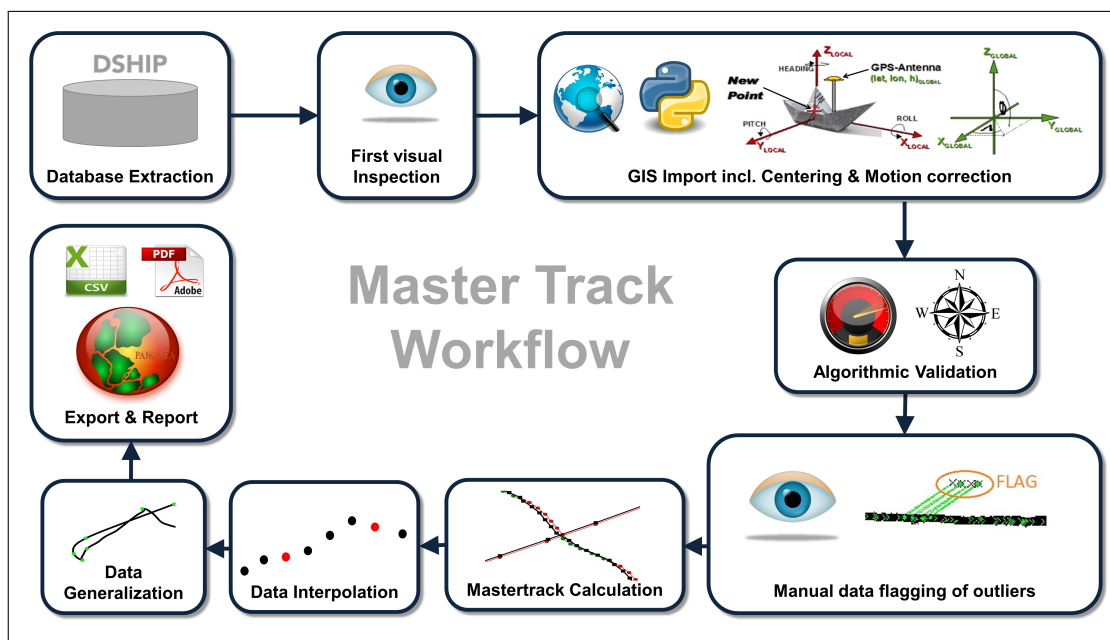 DSHIP
Database Extraction
First visual
Inspection
Z LOCAL
HEADING
GPS-Antenna
(lat, lon, h)GLOBAL
New
Point
PITCH
Y LOCAL
ROLL
X LOCAL
Z GLOBAL
Y GLOBAL
X GLOBAL
GIS Import incl. Centering & Motion correction
Master Track
Workflow
N
W
E
S
Algorithmic Validation
FLAG
Manual data flagging of outliers
Mastertrack Calculation
Data Interpolation
Data
Generalization
X
CSV
PDF
Adobe
PANGAEA
Export & Report